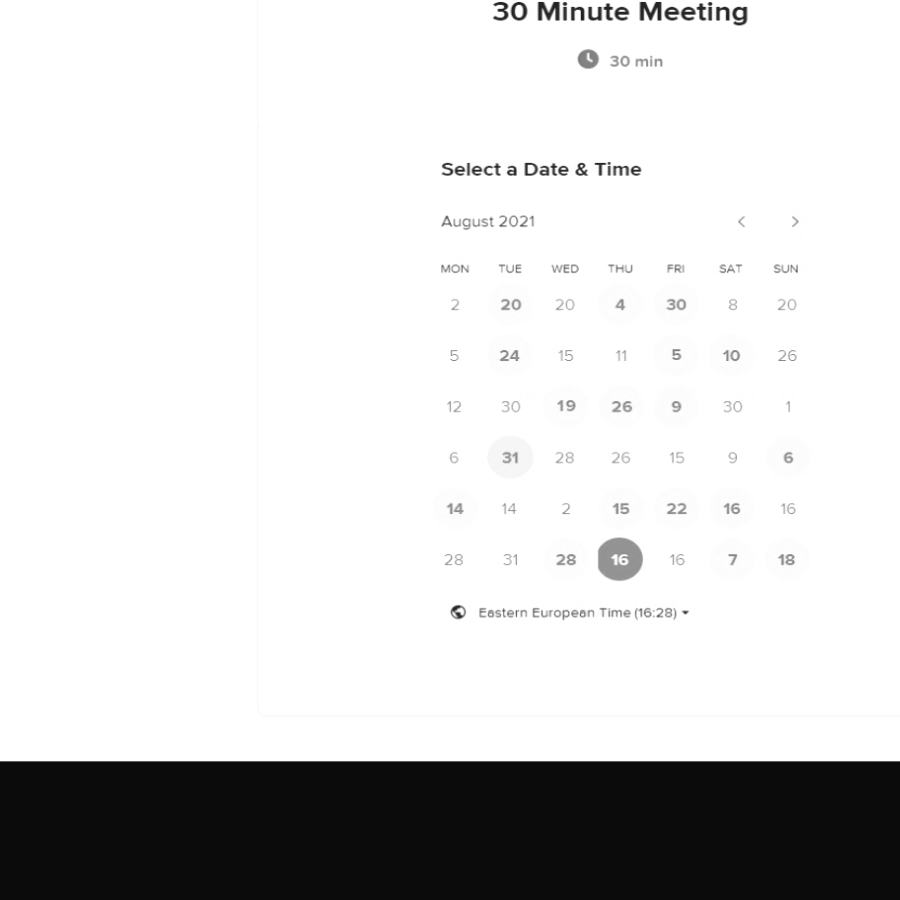 30 Minute Meeting
30 min
Select a Date & Time
August 2021
MON TUE WED THU FRI SAT SUN
2 20 20 4 30 8 20
5 24 15 11 5 10 26
12 30 19 26 9 30 1
6 31 28 26 15 9 6
14 14 2 15 22 16 16
28 31 28 16 16 7 18
Eastern European Time (16:28)